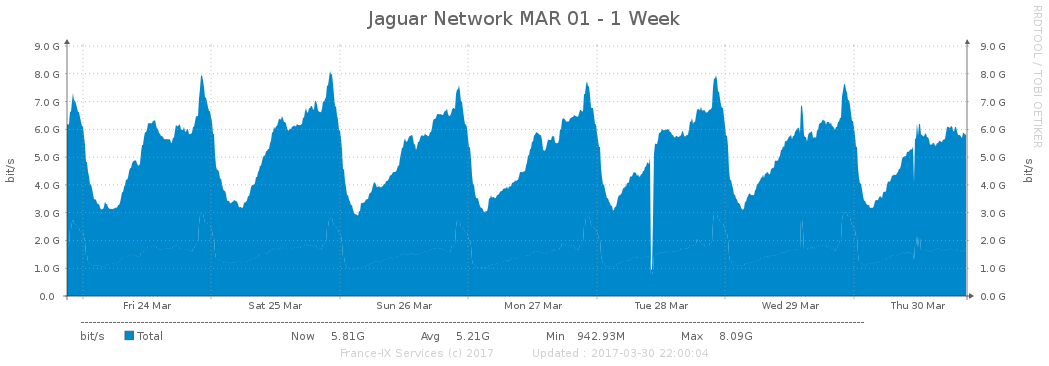 Jaguar Network MAR 01 - 1 Week
RRDTOOL / TOBI OETIKER
bit/s
9.0 G
8.0 G
7.0 G
6.0 G
5.0 G
4.0 G
3.0 G
2.0 G
1.0 G
0.0
9.0 G
8.0 G
7.0 G
6.0 G
5.0 G
4.0 G
3.0 G
2.0 G
1.0 G
0.0 G
bit/s
Fri 24 Mar Sat 25 Mar Sun 26 Mar Mon 27 Mar Tue 28 Mar Wed 29 Mar Thu 30 Mar
bit/s Total Now 5.81G Avg 5.21G Min 942.93M Max 8.09G
France-IX Services (c) 2017 Updated : 2017-03-30 22:00:04